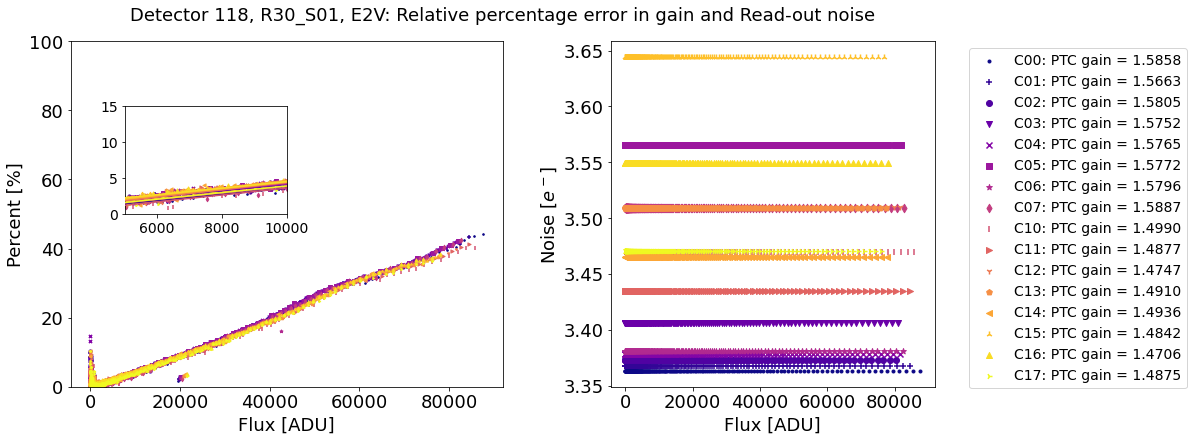 Detector 118, R30_S01, E2V: Relative percentage error in gain and Read-out noise
100
80
60
40
20
0
Percent [%]
15
10
5
0
6000 8000 10000
0 20000 40000 60000 80000
Flux [ADU]
3.65
3.60
3.55
3.50
3.45
3.40
3.35
Noise [e⁻]
0 20000 40000 60000 80000
Flux [ADU]
C00: PTC gain = 1.5858
C01: PTC gain = 1.5663
C02: PTC gain = 1.5805
C03: PTC gain = 1.5752
C04: PTC gain = 1.5765
C05: PTC gain = 1.5772
C06: PTC gain = 1.5796
C07: PTC gain = 1.5887
C10: PTC gain = 1.4990
C11: PTC gain = 1.4877
C12: PTC gain = 1.4747
C13: PTC gain = 1.4910
C14: PTC gain = 1.4936
C15: PTC gain = 1.4842
C16: PTC gain = 1.4706
C17: PTC gain = 1.4875